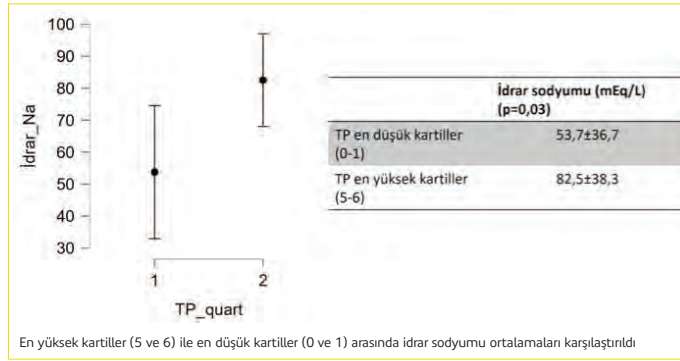 100
90
80
70
60
50
40
30
İdrar_Na
1
2
TP_quart
İdrar sodyumu (mEq/L)
(p=0,03)
TP en düşük kartiller
(0-1)
53,7±36,7
TP en yüksek kartiller
(5-6)
82,5±38,3
En yüksek kartiller (5 ve 6) ile en düşük kartiller (0 ve 1) arasında idrar sodyumu ortalamaları karşılaştırıldı